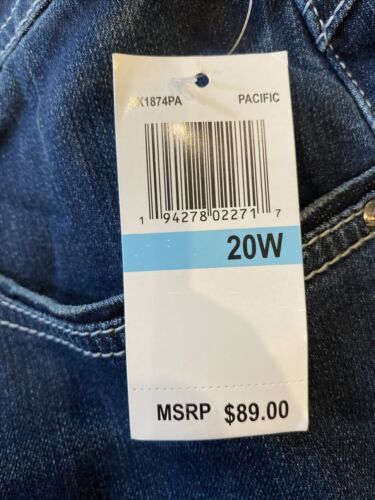 X1874PA PACIFIC
1 94278 02271 7
20W
MSRP $89.00